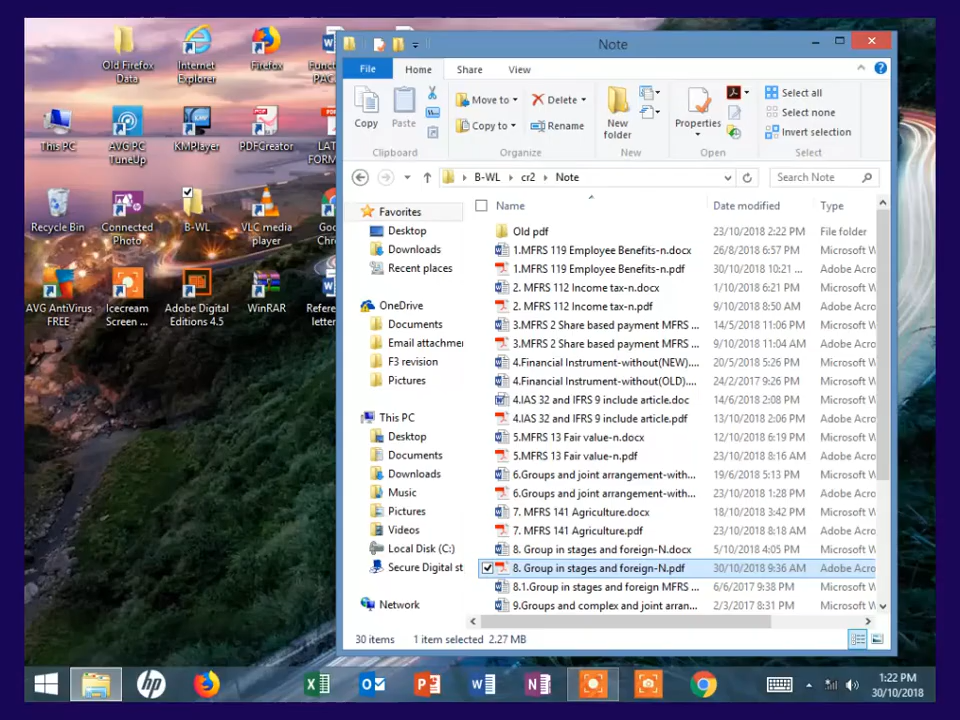 Old Firefox
Data
Internet
Explorer
Firefox
This PC
AVG PC
TuneUp
KMPlayer
PDFCreator
Recycle Bin
Connected
Photo
B-WL
VLC media
player
AVG AntiVirus
FREE
Icecream
Screen ...
Adobe Digital
Editions 4.5
WinRAR
Note
File
Home
Share
View
Copy
Paste
Clipboard
Move to
Copy to
Delete
Rename
Organize
New
folder
New
Properties
Open
Select all
Select none
Invert selection
Select
B-WL
cr2
Note
Search Note
Favorites
Desktop
Downloads
Recent places
OneDrive
Documents
Email attachme
F3 revision
Pictures
This PC
Desktop
Documents
Downloads
Music
Pictures
Videos
Local Disk (C:)
Secure Digital st
Network
Name Date modified Type
Old pdf 23/10/2018 2:22 PM File folder
1.MFRS 119 Employee Benefits-n.docx 26/8/2018 6:57 PM Microsoft W
1.MFRS 119 Employee Benefits-n.pdf 30/10/2018 10:21 ... Adobe Acro
2. MFRS 112 Income tax-n.docx 1/10/2018 6:21 PM Microsoft W
2. MFRS 112 Income tax-n.pdf 9/10/2018 8:50 AM Adobe Acro
3.MFRS 2 Share based payment MFRS ... 14/5/2018 11:06 PM Microsoft W
3.MFRS 2 Share based payment MFRS ... 9/10/2018 11:04 AM Adobe Acro
4.Financial Instrument-without(NEW).... 20/5/2018 5:26 PM Microsoft W
4.Financial Instrument-without(OLD).... 24/2/2017 9:26 PM Microsoft W
4.IAS 32 and IFRS 9 include article.doc 14/6/2018 2:08 PM Microsoft W
4.IAS 32 and IFRS 9 include article.pdf 13/10/2018 2:06 PM Adobe Acro
5.MFRS 13 Fair value-n.docx 12/10/2018 6:19 PM Microsoft W
5.MFRS 13 Fair value-n.pdf 23/10/2018 8:16 AM Adobe Acro
6.Groups and joint arrangement-with... 19/6/2018 5:13 PM Microsoft W
6.Groups and joint arrangement-with... 23/10/2018 1:28 PM Adobe Acro
7. MFRS 141 Agriculture.docx 18/10/2018 3:42 PM Microsoft W
7. MFRS 141 Agriculture.pdf 23/10/2018 8:18 AM Adobe Acro
8. Group in stages and foreign-N.docx 5/10/2018 4:05 PM Microsoft W
8. Group in stages and foreign-N.pdf 30/10/2018 9:36 AM Adobe Acro
8.1.Group in stages and foreign MFRS ... 6/6/2017 9:38 PM Microsoft W
9.Groups and complex and joint arran... 2/3/2017 8:31 PM Microsoft W
30 items 1 item selected 2.27 MB
1:22 PM
30/10/2018